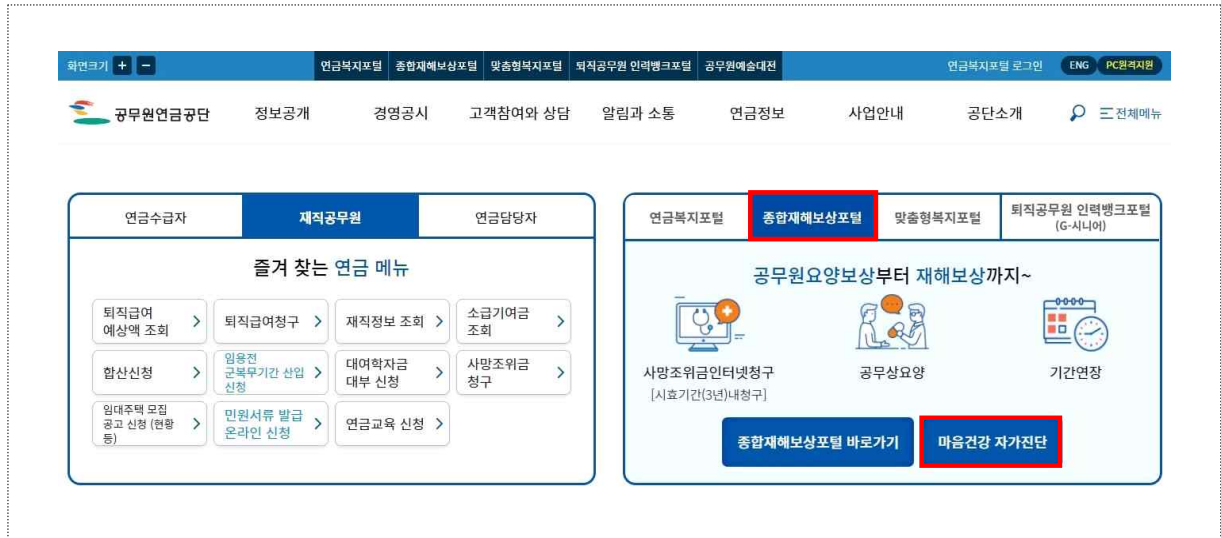 화면크기 + −
연금복지포털 종합재해보상포털 맞춤형복지포털 퇴직공무원 인력뱅크포털 공무원예술대전
연금복지포털 로그인 ENG PC원격지원
공무원연금공단 정보공개 경영공시 고객참여와 상담 알림과 소통 연금정보 사업안내 공단소개 전체메뉴
연금수급자 재직공무원 연금담당자
즐겨 찾는 연금 메뉴
퇴직급여
예상액 조회
퇴직급여청구
재직정보 조회
소급기여금
조회
합산신청
임용전
군복무기간 산입
신청
대여학자금
대부 신청
사망조위금
청구
임대주택 모집
공고 신청 (현황
등)
민원서류 발급
온라인 신청
연금교육 신청
연금복지포털 종합재해보상포털 맞춤형복지포털 퇴직공무원 인력뱅크포털
(G-시니어)
공무원요양보상부터 재해보상까지~
사망조위금인터넷청구
[시효기간(3년)내청구]
공무상요양
기간연장
종합재해보상포털 바로가기
마음건강 자가진단